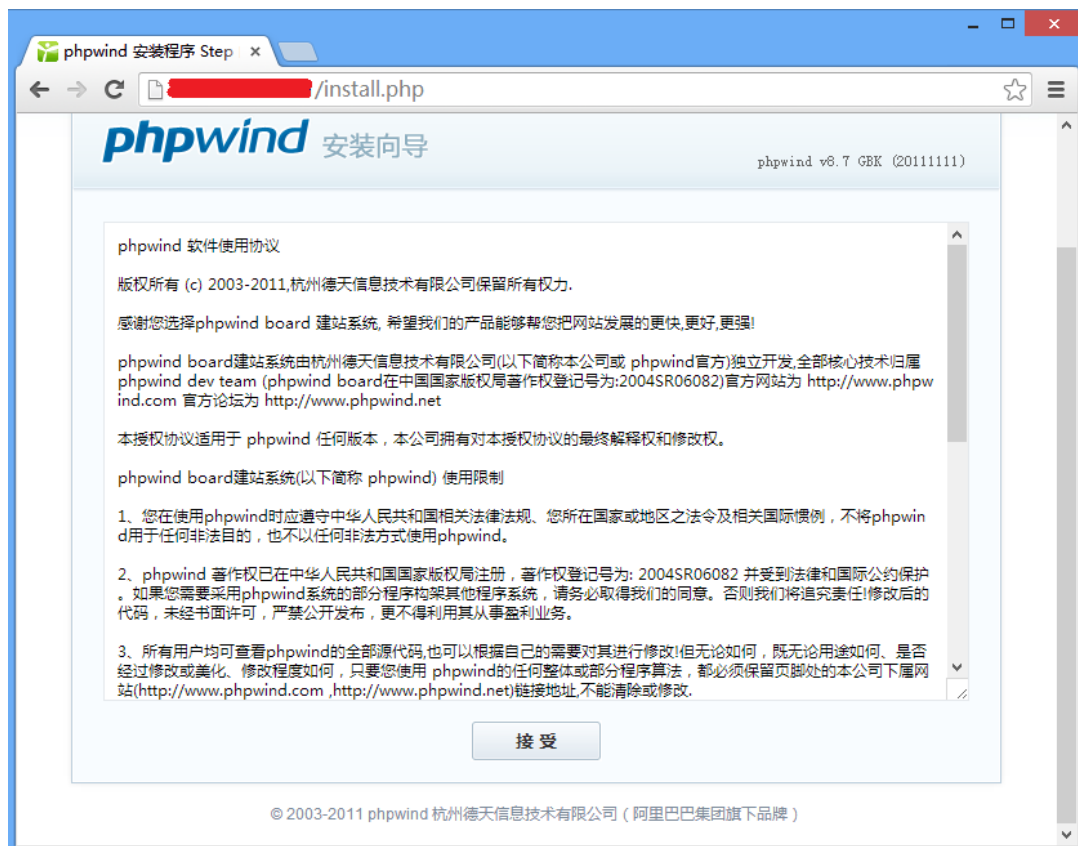 phpwind 安装程序 Step
/install.php
phpwind 安装向导
phpwind v8.7 GBK (20111111)
phpwind 软件使用协议
版权所有 (c) 2003-2011,杭州德天信息技术有限公司保留所有权力.
感谢您选择phpwind board 建站系统, 希望我们的产品能够帮您把网站发展的更快,更好,更强!
phpwind board建站系统由杭州德天信息技术有限公司(以下简称本公司或 phpwind官方)独立开发,全部核心技术归属
phpwind dev team (phpwind board在中国国家版权局著作权登记号为:2004SR06082)官方网站为 http://www.phpw
ind.com 官方论坛为 http://www.phpwind.net
本授权协议适用于 phpwind 任何版本，本公司拥有对本授权协议的最终解释权和修改权。
phpwind board建站系统(以下简称 phpwind) 使用限制
1、您在使用phpwind时应遵守中华人民共和国相关法律法规、您所在国家或地区之法令及相关国际惯例，不将phpwin
d用于任何非法目的，也不以任何非法方式使用phpwind。
2、phpwind 著作权已在中华人民共和国国家版权局注册，著作权登记号为: 2004SR06082 并受到法律和国际公约保护
。如果您需要采用phpwind系统的部分程序构架其他程序系统，请务必取得我们的同意。否则我们将追究责任!修改后的
代码，未经书面许可，严禁公开发布，更不得利用其从事盈利业务。
3、所有用户均可查看phpwind的全部源代码,也可以根据自己的需要对其进行修改!但无论如何，既无论用途如何、是否
经过修改或美化、修改程度如何，只要您使用 phpwind的任何整体或部分程序算法，都必须保留页脚处的本公司下属网
站(http://www.phpwind.com ,http://www.phpwind.net)链接地址,不能清除或修改.
接 受
© 2003-2011 phpwind 杭州德天信息技术有限公司（阿里巴巴集团旗下品牌）